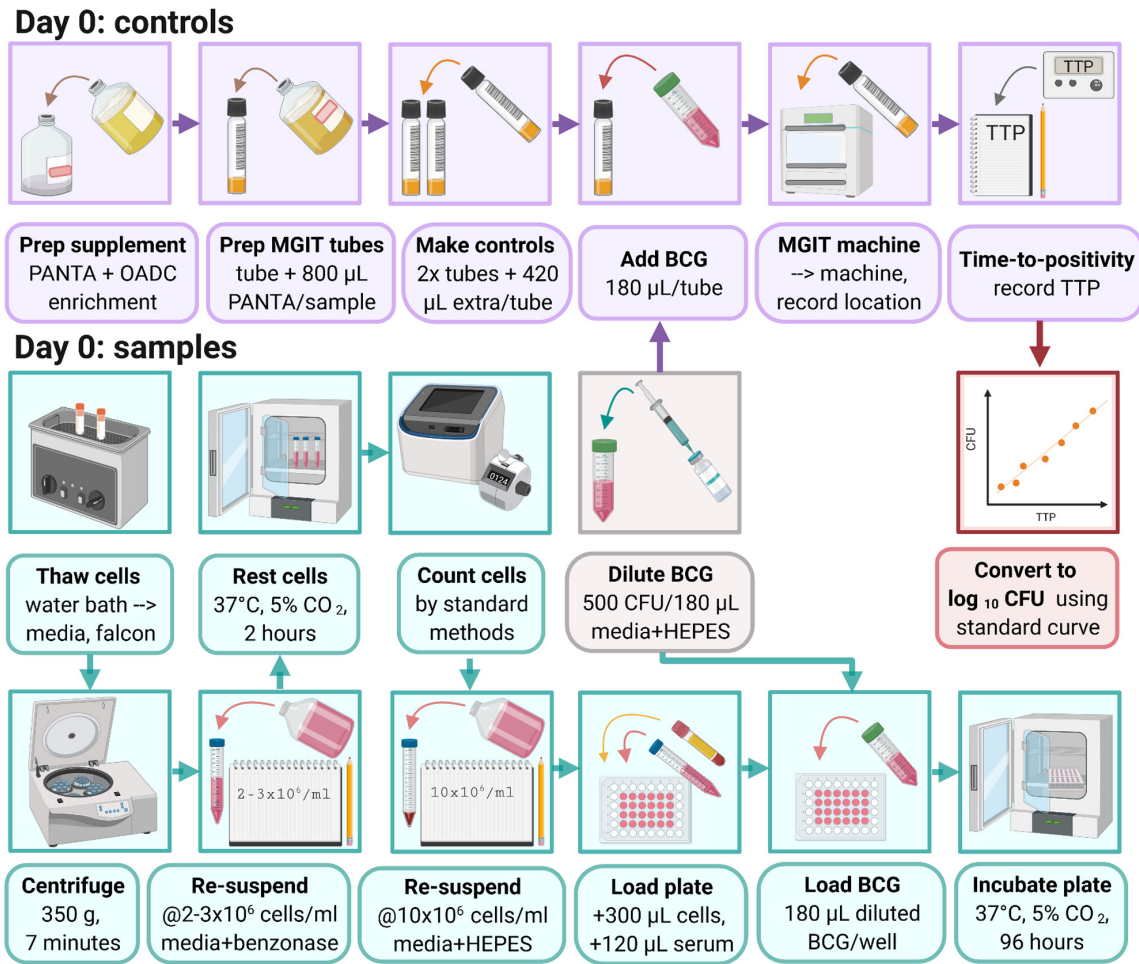 Day 0: controls
TTP
TTP
Prep supplement
PANTA + OADC
enrichment
Prep MGIT tubes
tube + 800 µL
PANTA/sample
Make controls
2x tubes + 420
µL extra/tube
Add BCG
180 µL/tube
MGIT machine
--> machine,
record location
Time-to-positivity
record TTP
Day 0: samples
0124
CFU
TTP
Thaw cells
water bath -->
media, falcon
Rest cells
37°C, 5% CO₂,
2 hours
Count cells
by standard
methods
Dilute BCG
500 CFU/180 µL
media+HEPES
Convert to
log ₁₀ CFU using
standard curve
2-3x10⁶/ml
10x10⁶/ml
Centrifuge
350 g,
7 minutes
Re-suspend
@2-3x10⁶ cells/ml
media+benzonase
Re-suspend
@10x10⁶ cells/ml
media+HEPES
Load plate
+300 µL cells,
+120 µL serum
Load BCG
180 µL diluted
BCG/well
Incubate plate
37°C, 5% CO₂,
96 hours